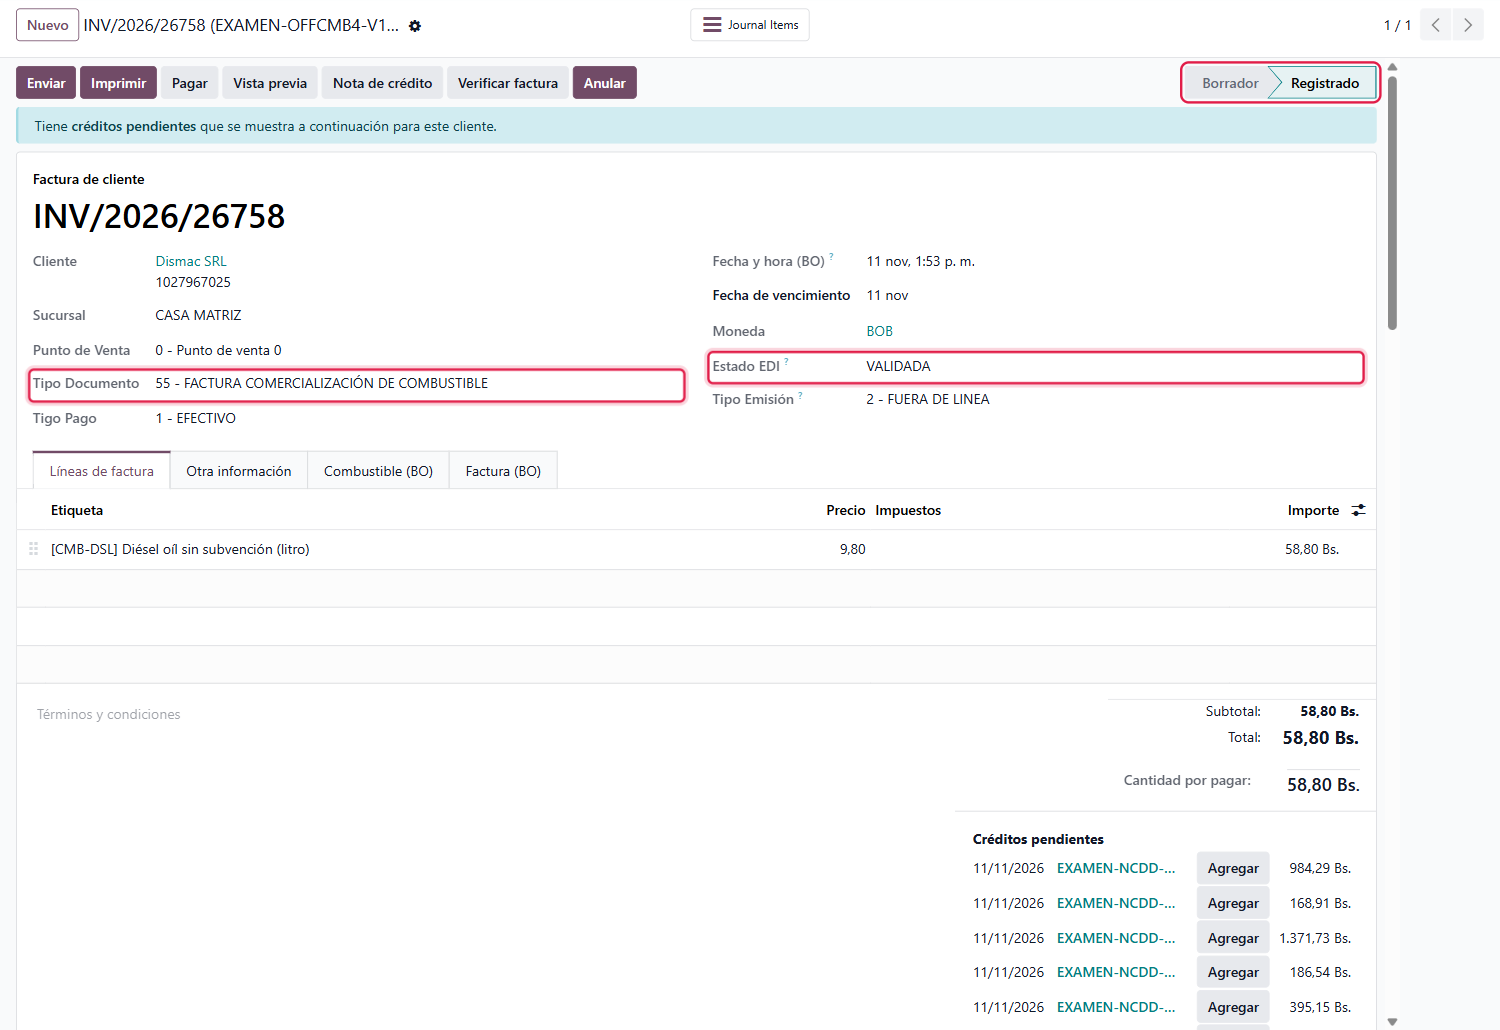 Nuevo INV/2026/26758 (EXAMEN-OFFCMB4-V1... Journal Items 1 / 1
Enviar Imprimir Pagar Vista previa Nota de crédito Verificar factura Anular Borrador Registrado
Tiene créditos pendientes que se muestra a continuación para este cliente.
Factura de cliente
INV/2026/26758
Cliente Dismac SRL
1027967025
Sucursal CASA MATRIZ
Punto de Venta 0 - Punto de venta 0
Tipo Documento 55 - FACTURA COMERCIALIZACIÓN DE COMBUSTIBLE
Tigo Pago 1 - EFECTIVO
Fecha y hora (BO) ? 11 nov, 1:53 p. m.
Fecha de vencimiento 11 nov
Moneda BOB
Estado EDI ? VALIDADA
Tipo Emisión ? 2 - FUERA DE LINEA
Líneas de factura Otra información Combustible (BO) Factura (BO)
Etiqueta Precio Impuestos Importe
[CMB-DSL] Diésel oíl sin subvención (litro) 9,80 58,80 Bs.
Términos y condiciones
Subtotal: 58,80 Bs.
Total: 58,80 Bs.
Cantidad por pagar: 58,80 Bs.
Créditos pendientes
11/11/2026 EXAMEN-NCDD-... Agregar 984,29 Bs.
11/11/2026 EXAMEN-NCDD-... Agregar 168,91 Bs.
11/11/2026 EXAMEN-NCDD-... Agregar 1.371,73 Bs.
11/11/2026 EXAMEN-NCDD-... Agregar 186,54 Bs.
11/11/2026 EXAMEN-NCDD-... Agregar 395,15 Bs.